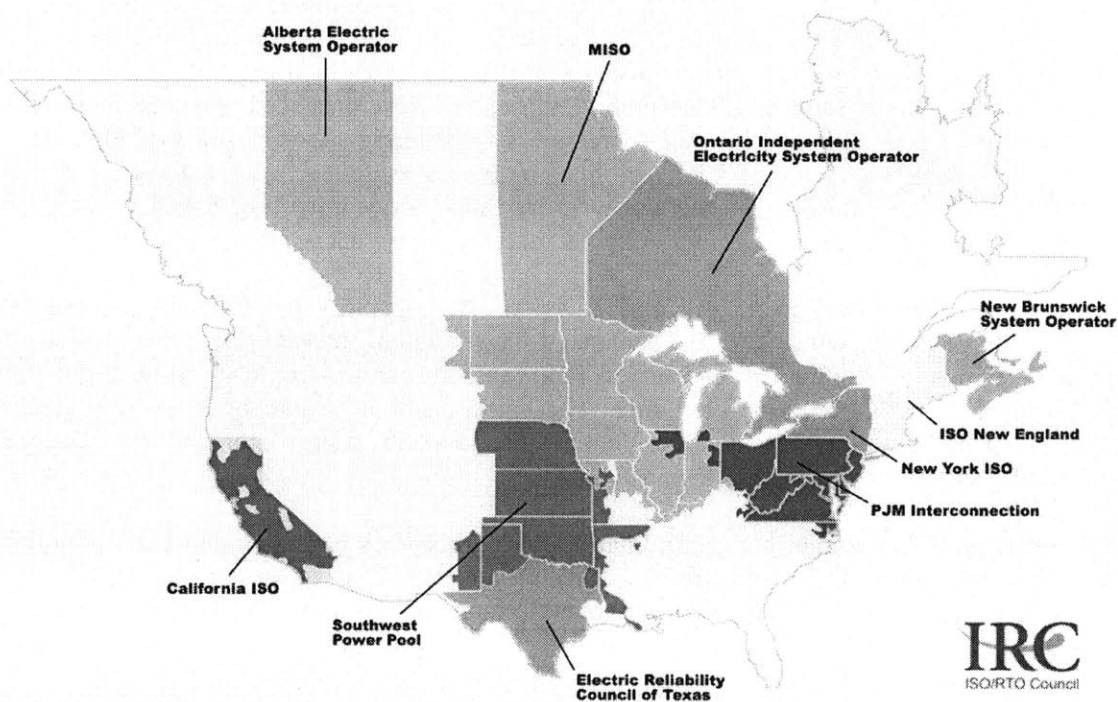 Alberta Electric
System Operator
MISO
Ontario Independent
Electricity System Operator
New Brunswick
System Operator
ISO New England
New York ISO
PJM Interconnection
California ISO
Southwest
Power Pool
Electric Reliability
Council of Texas
IRC
ISO/RTO Council